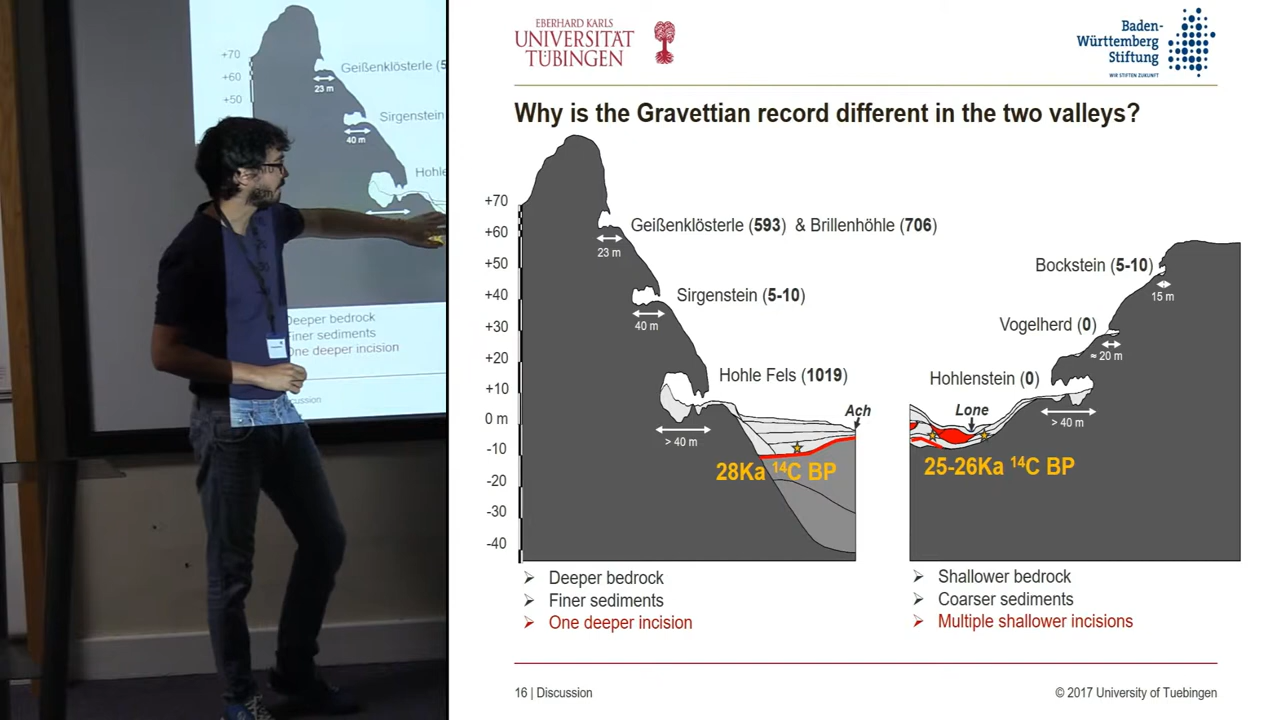 +70
+60
+50
Geißenklösterle (5
23 m
Sirgenstein
40 m
Hohle
Deeper bedrock
Finer sediments
One deeper incision
EBERHARD KARLS
UNIVERSITÄT
TÜBINGEN
Baden-
Württemberg
Stiftung
WIR STIFTEN ZUKUNFT
Why is the Gravettian record different in the two valleys?
+70
+60
+50
+40
+30
+20
+10
0 m
-10
-20
-30
-40
Geißenklösterle (593) & Brillenhöhle (706)
23 m
Sirgenstein (5-10)
40 m
Hohle Fels (1019)
> 40 m
Ach
28Ka ¹⁴C BP
Bockstein (5-10)
15 m
Vogelherd (0)
≈ 20 m
Hohlenstein (0)
> 40 m
Lone
25-26Ka ¹⁴C BP
Deeper bedrock
Finer sediments
One deeper incision
Shallower bedrock
Coarser sediments
Multiple shallower incisions
16 | Discussion
© 2017 University of Tuebingen